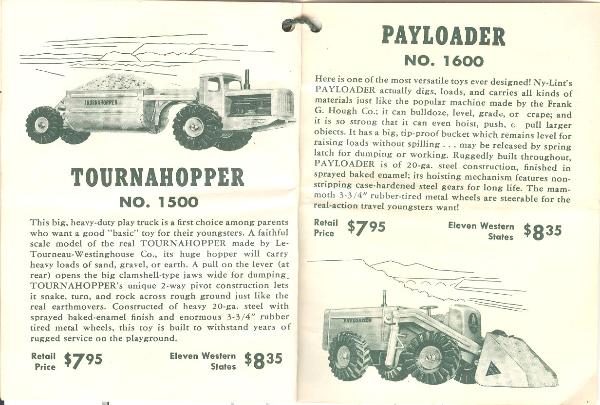 TOURNAHOPPER
TOURNAHOPPER
NO. 1500
This big, heavy-duty play truck is a first choice among parents
who want a good "basic" toy for their youngsters. A faithful
scale model of the real TOURNAHOPPER made by Le-
Tourneau-Westinghouse Co., its huge hopper will carry
heavy loads of sand, gravel, or earth. A pull on the lever (at
rear) opens the big clamshell-type jaws wide for dumping.
TOURNAHOPPER's unique 2-way pivot construction lets
it snake, turn, and rock across rough ground just like the
real earthmovers. Constructed of heavy 20-ga. steel with
sprayed baked-enamel finish and enormous 3-3/4" rubber
tired metal wheels, this toy is built to withstand years of
rugged service on the playground.
Retail Price $7.95 Eleven Western States $8.35
PAYLOADER
NO. 1600
Here is one of the most versatile toys ever designed! Ny-Lint's
PAYLOADER actually digs, loads, and carries all kinds of
materials just like the popular machine made by the Frank
G. Hough Co.; it can bulldoze, level, grade, or crape; and
it is so strong that it can even hoist, push, c pull larger
objects. It has a big, tip-proof bucket which remains level for
raising loads without spilling . . . may be released by spring
latch for dumping or working. Ruggedly built throughout,
PAYLOADER is of 20-ga. steel construction, finished in
sprayed baked enamel; its hoisting mechanism features non-
stripping case-hardened steel gears for long life. The mam-
moth 3-3/4" rubber-tired metal wheels are steerable for the
real-action travel youngsters want!
Retail Price $7.95 Eleven Western States $8.35
PAYLOADER